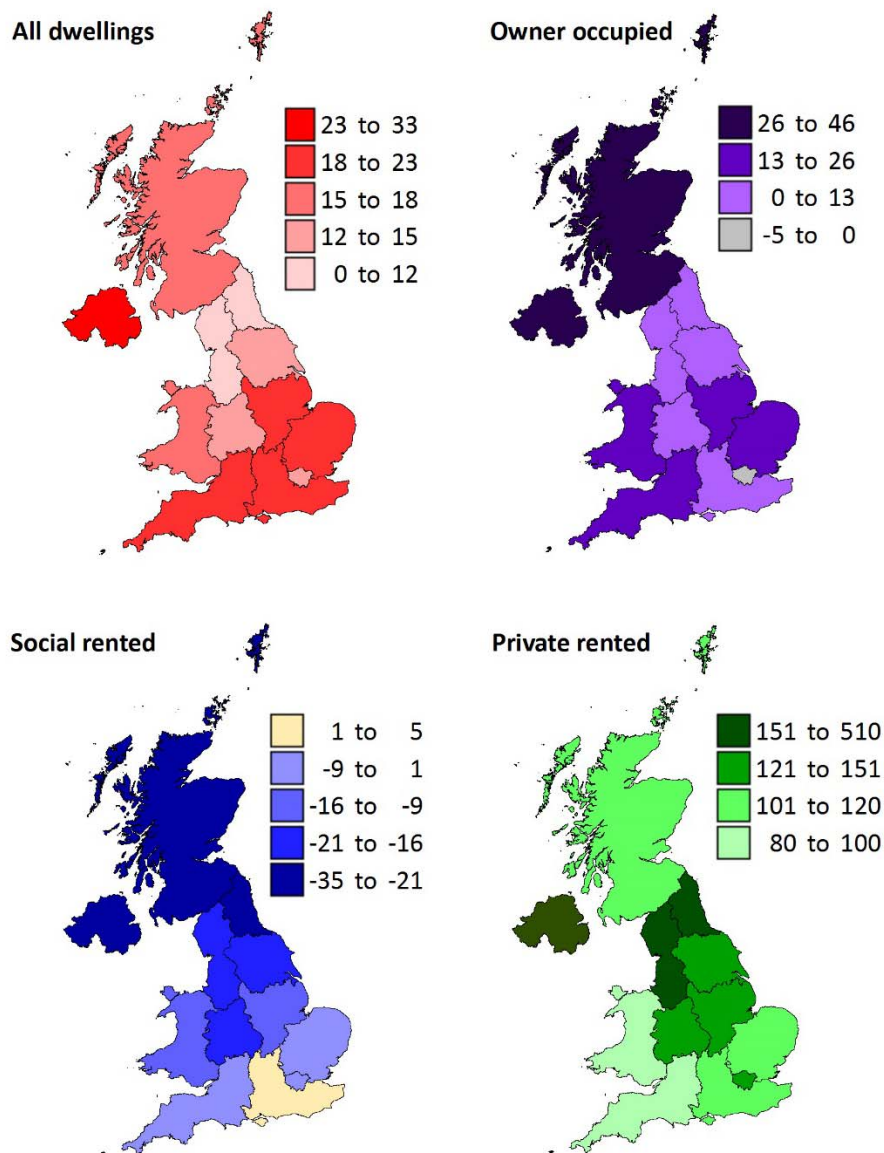 All dwellings
23 to 33
18 to 23
15 to 18
12 to 15
0 to 12
Owner occupied
26 to 46
13 to 26
0 to 13
-5 to 0
Social rented
1 to 5
-9 to 1
-16 to -9
-21 to -16
-35 to -21
Private rented
151 to 510
121 to 151
101 to 120
80 to 100